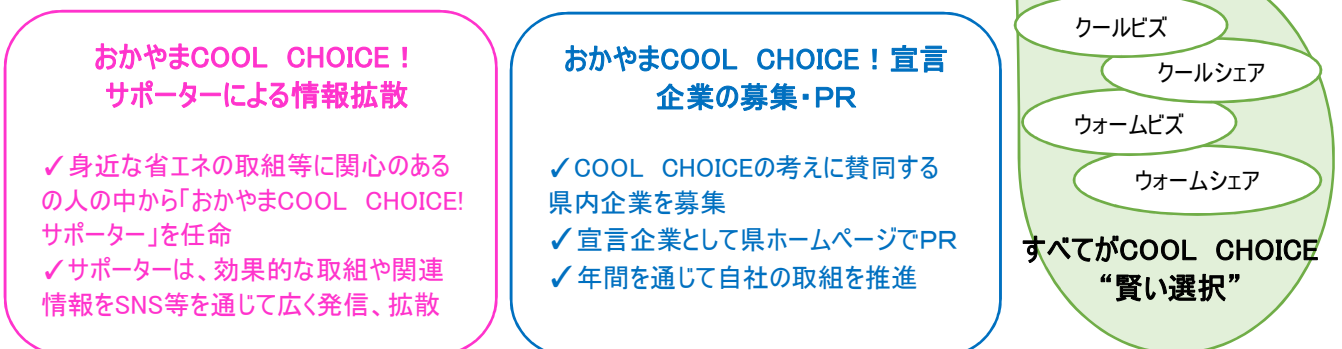 おかやまCOOL CHOICE！
サポーターによる情報拡散
✓身近な省エネの取組等に関心のある
の人の中から「おかやまCOOL CHOICE!
サポーター」を任命
✓サポーターは、効果的な取組や関連
情報をSNS等を通じて広く発信、拡散
おかやまCOOL CHOICE！宣言
企業の募集・PR
✓COOL CHOICEの考えに賛同する
県内企業を募集
✓宣言企業として県ホームページでPR
✓年間を通じて自社の取組を推進
クールビズ
クールシェア
ウォームビズ
ウォームシェア
すべてがCOOL CHOICE
“賢い選択”